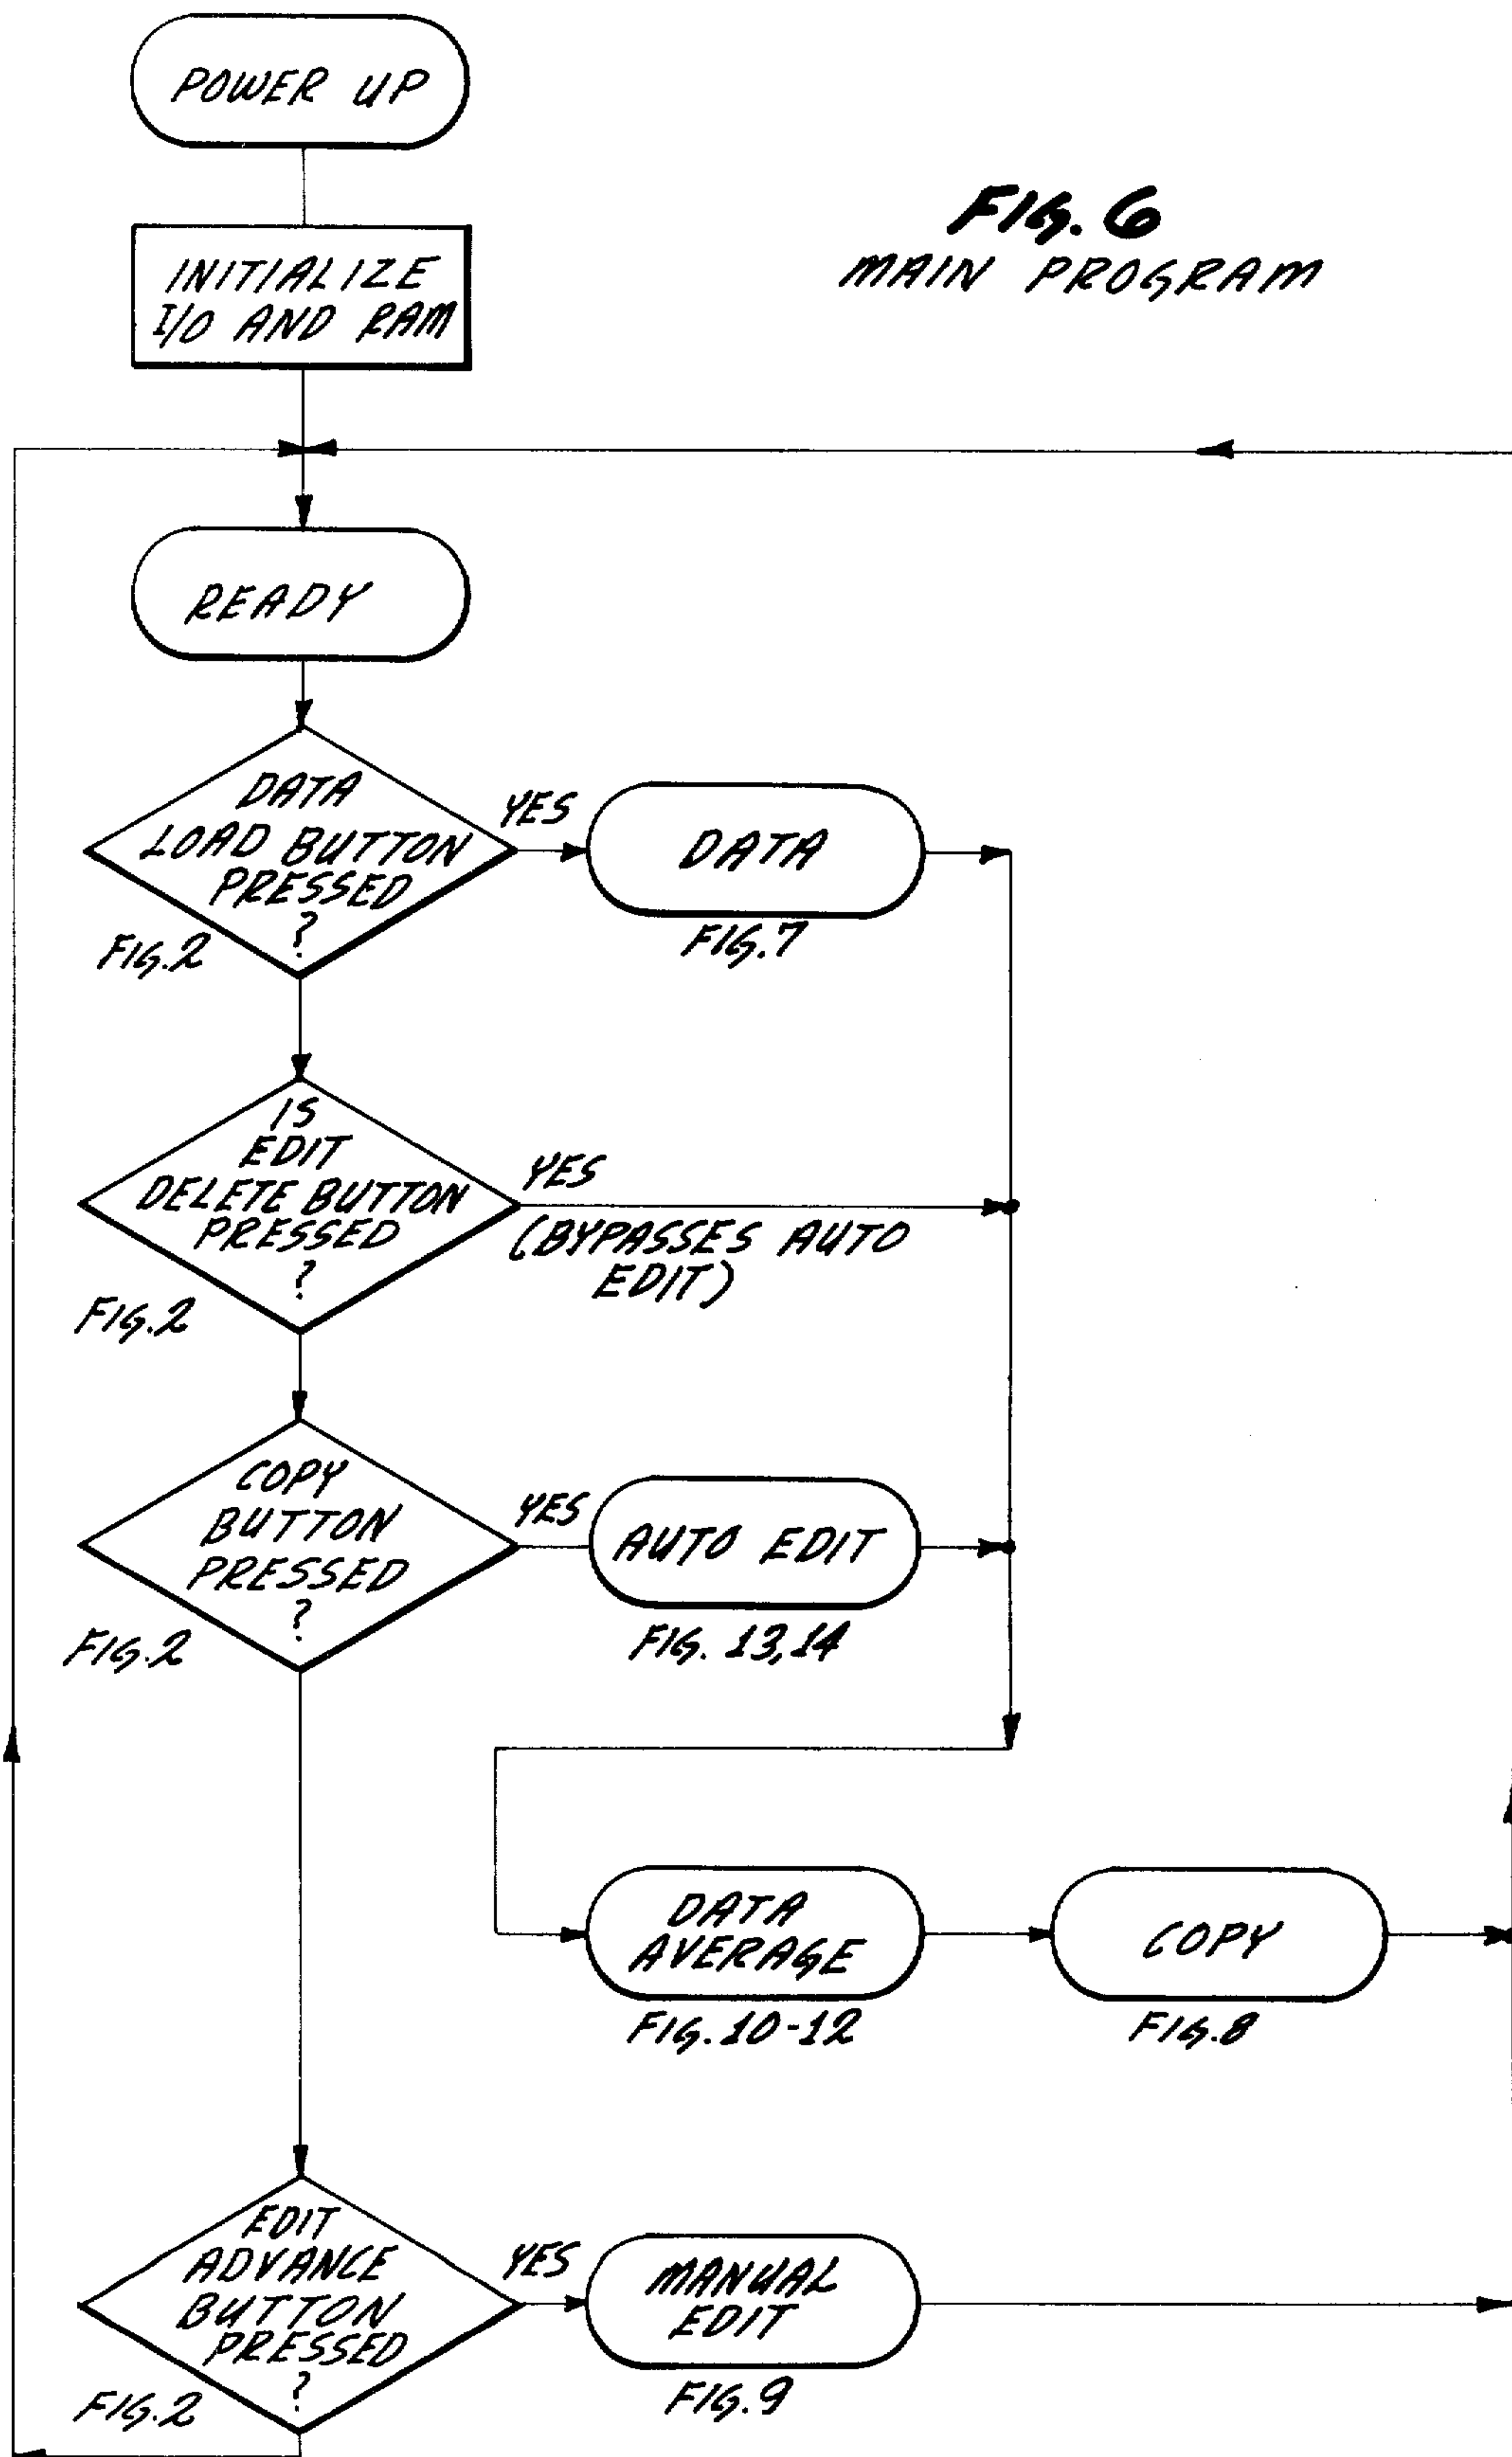 POWER UP
FIG. 6
MAIN PROGRAM
INITIALIZE
I/O AND RAM
READY
DATA
LOAD BUTTON
PRESSED
?
FIG. 2
YES
DATA
FIG. 7
IS
EDIT
DELETE BUTTON
PRESSED
?
FIG. 2
YES
(BYPASSES AUTO
EDIT)
COPY
BUTTON
PRESSED
?
FIG. 2
YES
AUTO EDIT
FIG. 13,14
DATA
AVERAGE
FIG. 10-12
COPY
FIG. 8
EDIT
ADVANCE
BUTTON
PRESSED
?
FIG. 2
YES
MANUAL
EDIT
FIG. 9